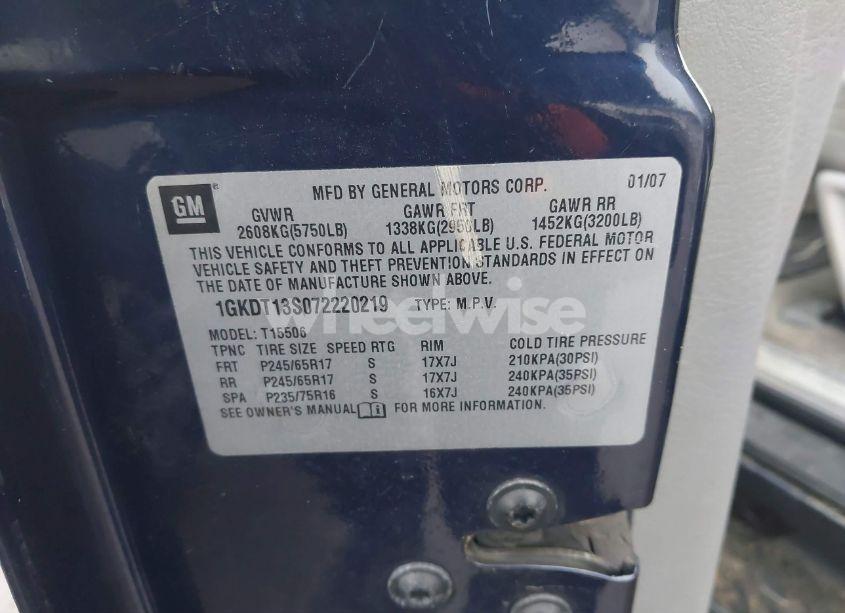 GM ®
MFD BY GENERAL MOTORS CORP. 01/07
GVWR GAWR FRT GAWR RR
2608KG(5750LB) 1338KG(2950LB) 1452KG(3200LB)
THIS VEHICLE CONFORMS TO ALL APPLICABLE U.S. FEDERAL MOTOR
VEHICLE SAFETY AND THEFT PREVENTION STANDARDS IN EFFECT ON
THE DATE OF MANUFACTURE SHOWN ABOVE.
1GKDT13S072220219 TYPE: M.P.V.
wheelwise
MODEL: T15506
TPNC TIRE SIZE SPEED RTG RIM COLD TIRE PRESSURE
FRT P245/65R17 S 17X7J 210KPA(30PSI)
RR P245/65R17 S 17X7J 240KPA(35PSI)
SPA P235/75R16 S 16X7J 240KPA(35PSI)
SEE OWNER'S MANUAL FOR MORE INFORMATION.